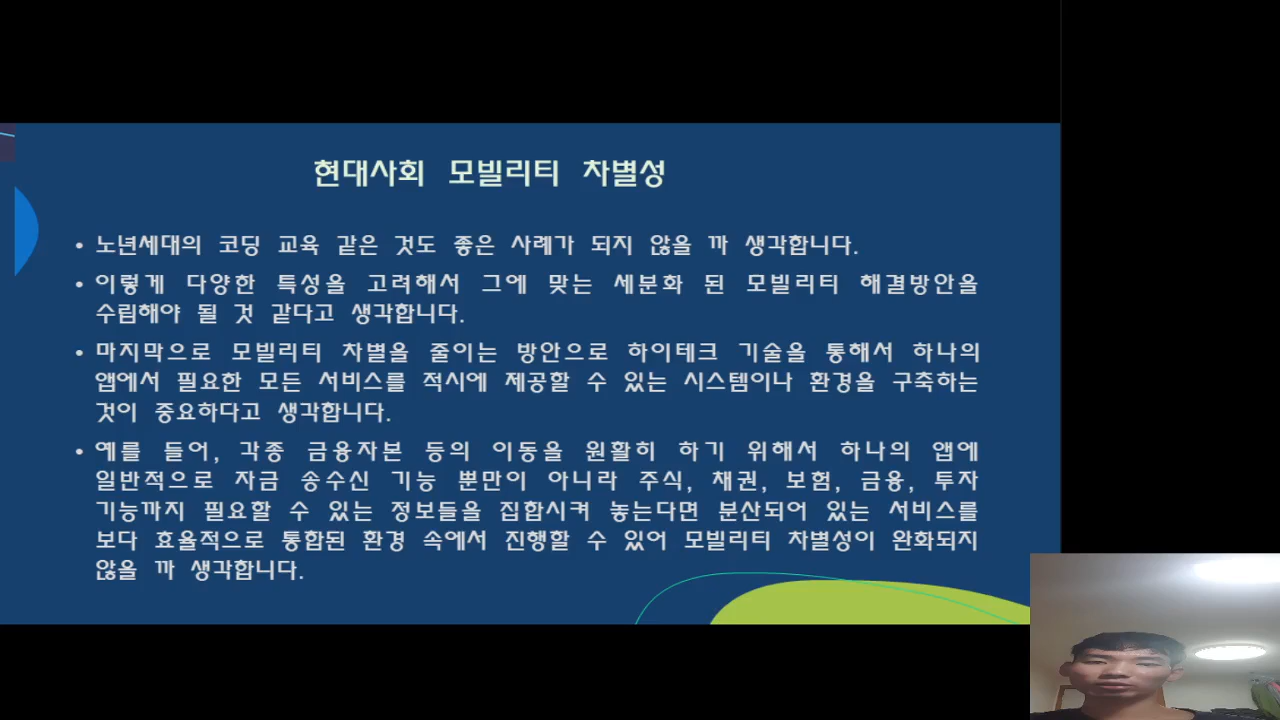 현대사회 모빌리티 차별성
• 노년세대의 코딩 교육 같은 것도 좋은 사례가 되지 않을 까 생각합니다.
• 이렇게 다양한 특성을 고려해서 그에 맞는 세분화 된 모빌리티 해결방안을
수립해야 될 것 같다고 생각합니다.
• 마지막으로 모빌리티 차별을 줄이는 방안으로 하이테크 기술을 통해서 하나의
앱에서 필요한 모든 서비스를 적시에 제공할 수 있는 시스템이나 환경을 구축하는
것이 중요하다고 생각합니다.
• 예를 들어, 각종 금융자본 등의 이동을 원활히 하기 위해서 하나의 앱에
일반적으로 자금 송수신 기능 뿐만이 아니라 주식, 채권, 보험, 금융, 투자
기능까지 필요할 수 있는 정보들을 집합시켜 놓는다면 분산되어 있는 서비스를
보다 효율적으로 통합된 환경 속에서 진행할 수 있어 모빌리티 차별성이 완화되지
않을 까 생각합니다.